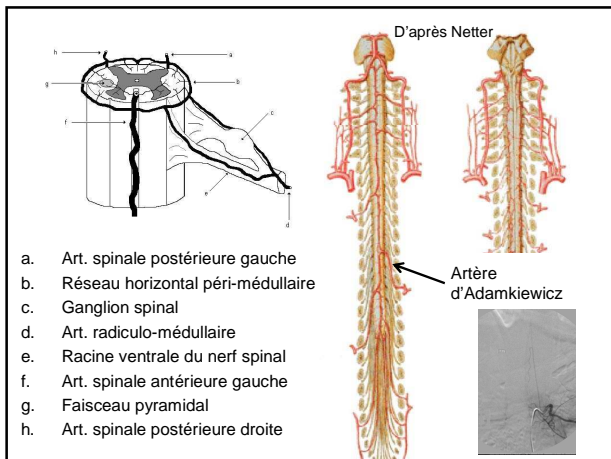 D'après Netter
h
a
g
b
f
c
e
d
a. Art. spinale postérieure gauche
b. Réseau horizontal péri-médullaire
c. Ganglion spinal
d. Art. radiculo-médullaire
e. Racine ventrale du nerf spinal
f. Art. spinale antérieure gauche
g. Faisceau pyramidal
h. Art. spinale postérieure droite
Artère
d'Adamkiewicz